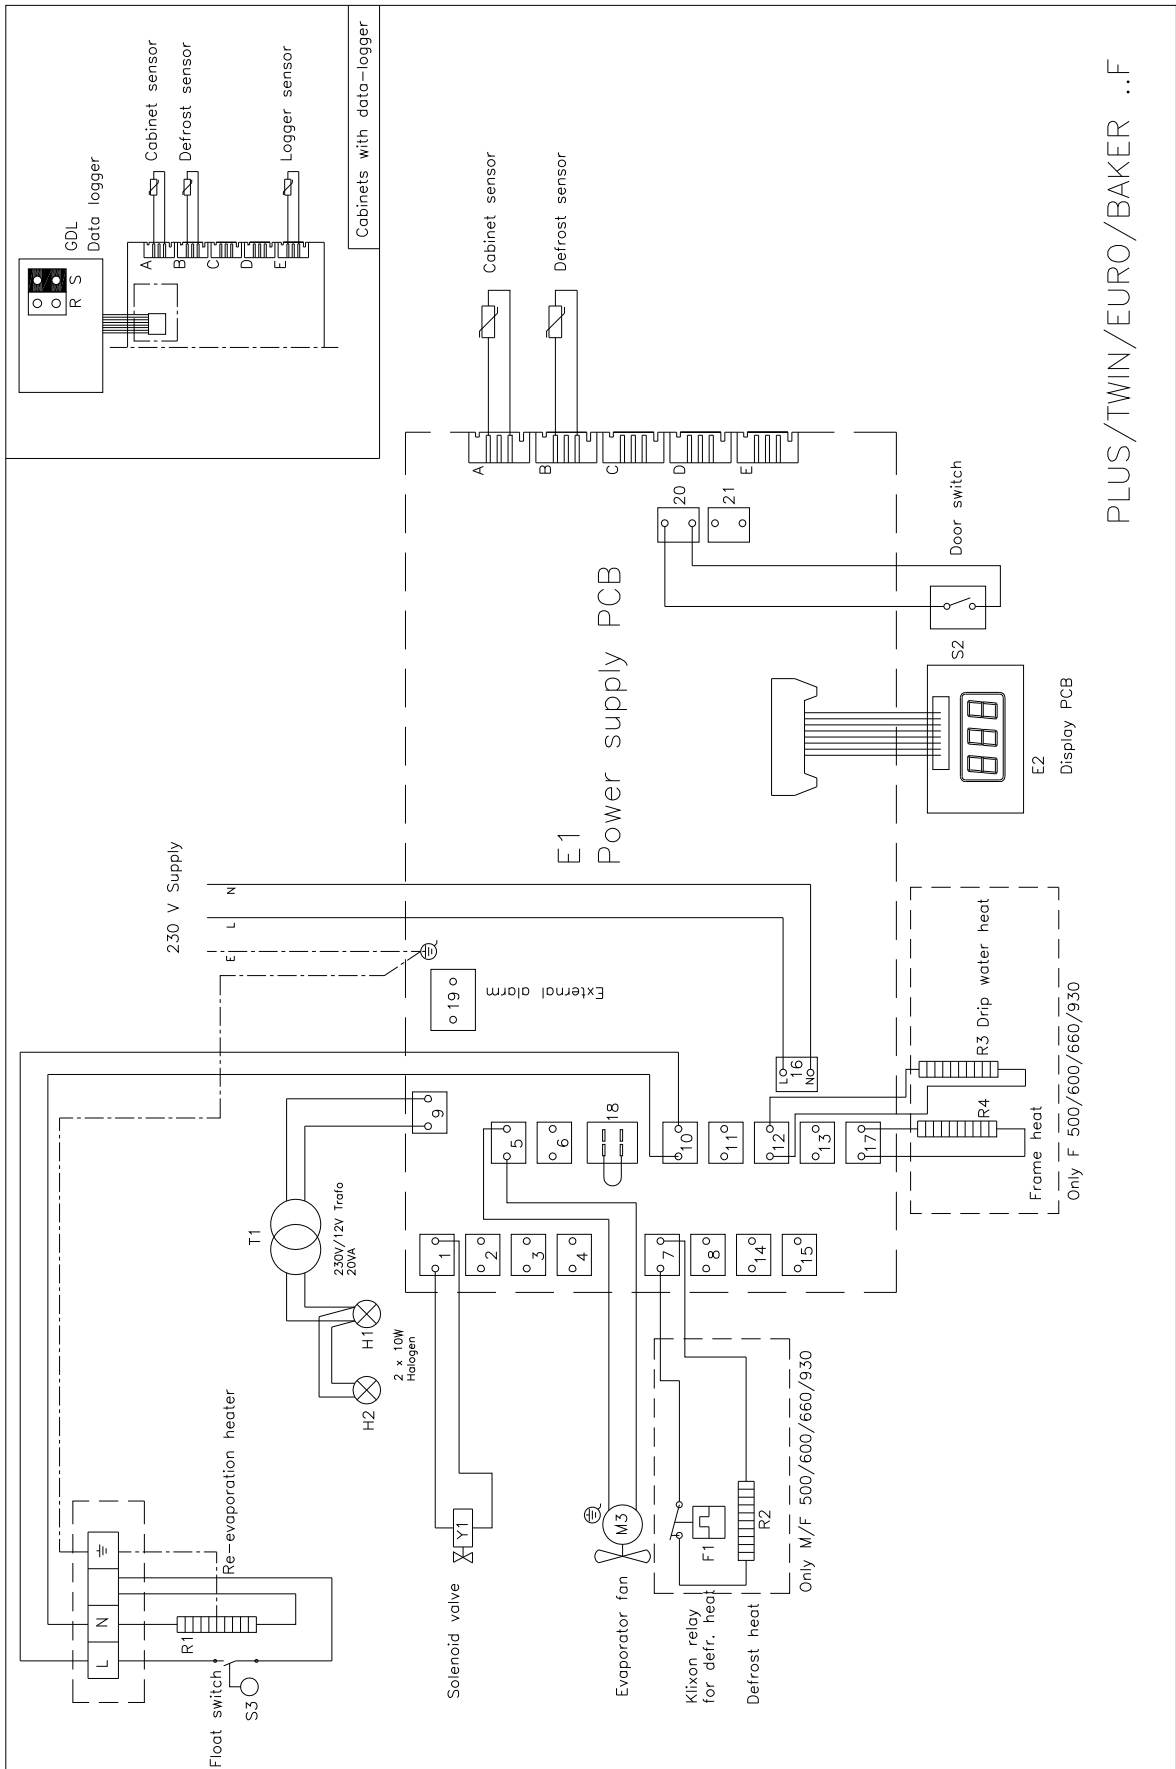 Float switch
S3
L
N
R1
Re-evaporation heater
H2
H1
2 x 10W
Halogen
T1
230V/12V Trafo
20VA
230 V Supply
E
L
N
GDL
Data logger
R S
A
B
C
D
E
Cabinet sensor
Defrost sensor
Logger sensor
Cabinets with data-logger
Solenoid valve
Y1
Evaporator fan
M3
Klixon relay
for defr. heat
F1
Defrost heat
R2
Only M/F 500/600/660/930
1
2
3
4
7
8
14
15
9
5
6
18
10
11
12
13
17
19
External alarm
L
16
N
E1
Power supply PCB
A
B
C
D
E
20
21
Cabinet sensor
Defrost sensor
Frame heat
R4
R3 Drip water heat
Only F 500/600/660/930
E2
Display PCB
S2
Door switch
PLUS/TWIN/EURO/BAKER ..F